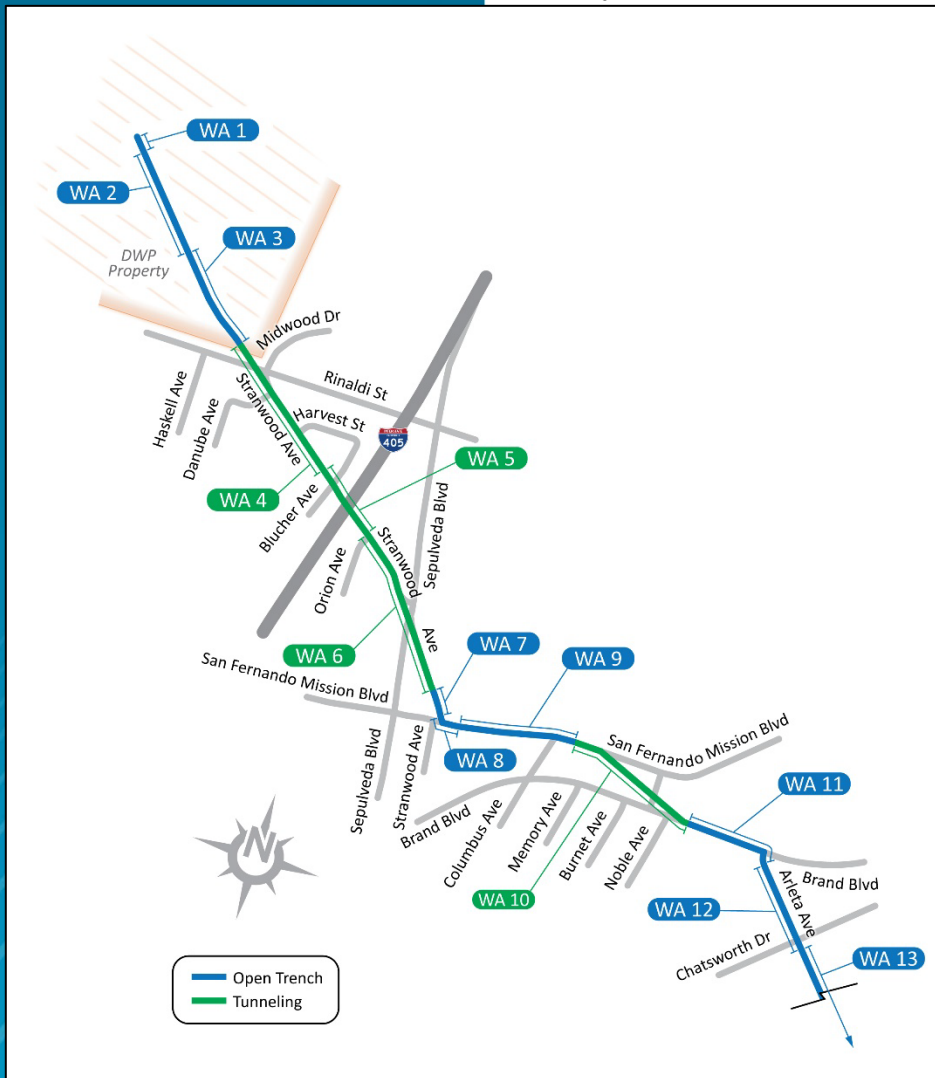 WA 1
WA 2
WA 3
DWP
Property
Midwood Dr
Rinaldi St
Haskell Ave
Danube Ave
Stranwood Ave
Harvest St
405
WA 4
WA 5
Blucher Ave
Sepulveda Blvd
Orion Ave
Stranwood
Ave
WA 6
WA 7
WA 9
San Fernando Mission Blvd
WA 8
San Fernando Mission Blvd
Sepulveda Blvd
Stranwood Ave
Brand Blvd
Columbus Ave
Memory Ave
Burnet Ave
Noble Ave
WA 10
WA 11
Brand Blvd
Arleta Ave
WA 12
Chatsworth Dr
WA 13
N
Open Trench
Tunneling